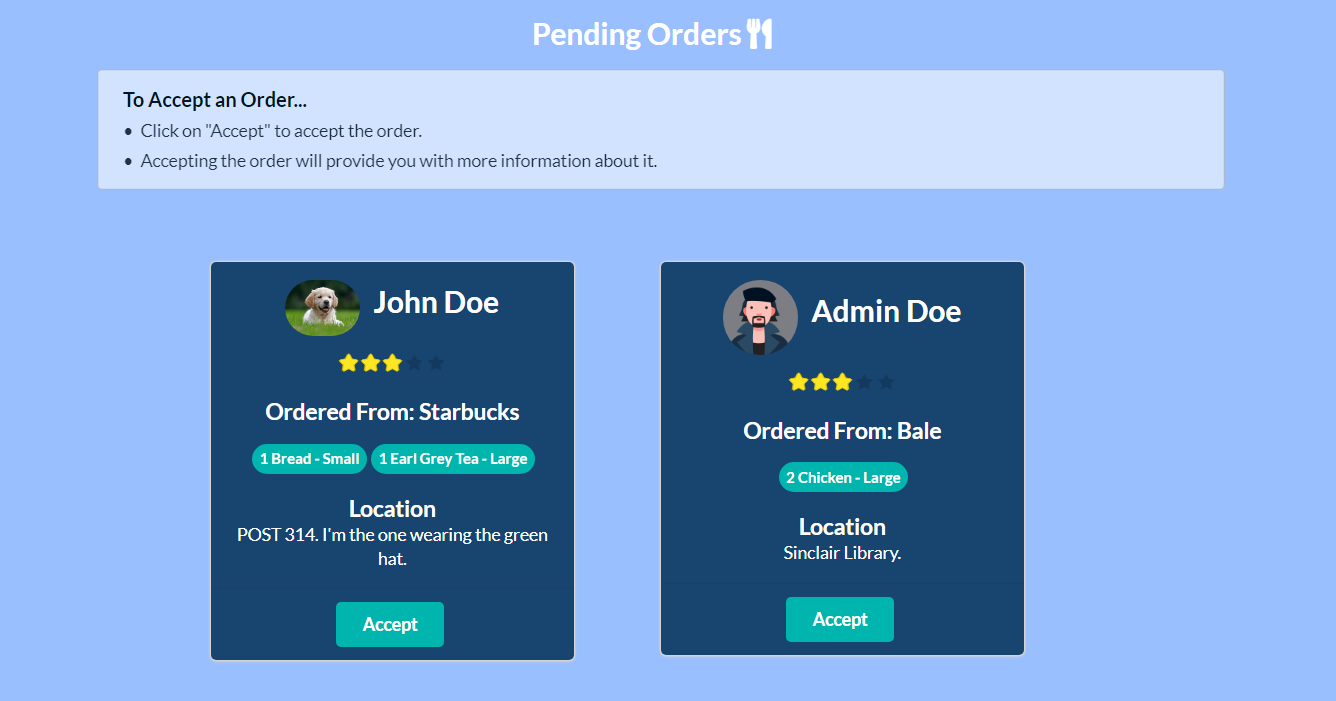 Pending Orders
To Accept an Order...
Click on "Accept" to accept the order.
Accepting the order will provide you with more information about it.
John Doe
Ordered From: Starbucks
1 Bread - Small
1 Earl Grey Tea - Large
Location
POST 314. I'm the one wearing the green
hat.
Accept
Admin Doe
Ordered From: Bale
2 Chicken - Large
Location
Sinclair Library.
Accept